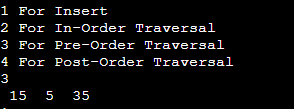 1 For Insert
2 For In-Order Traversal
3 For Pre-Order Traversal
4 For Post-Order Traversal
3
15 5 35